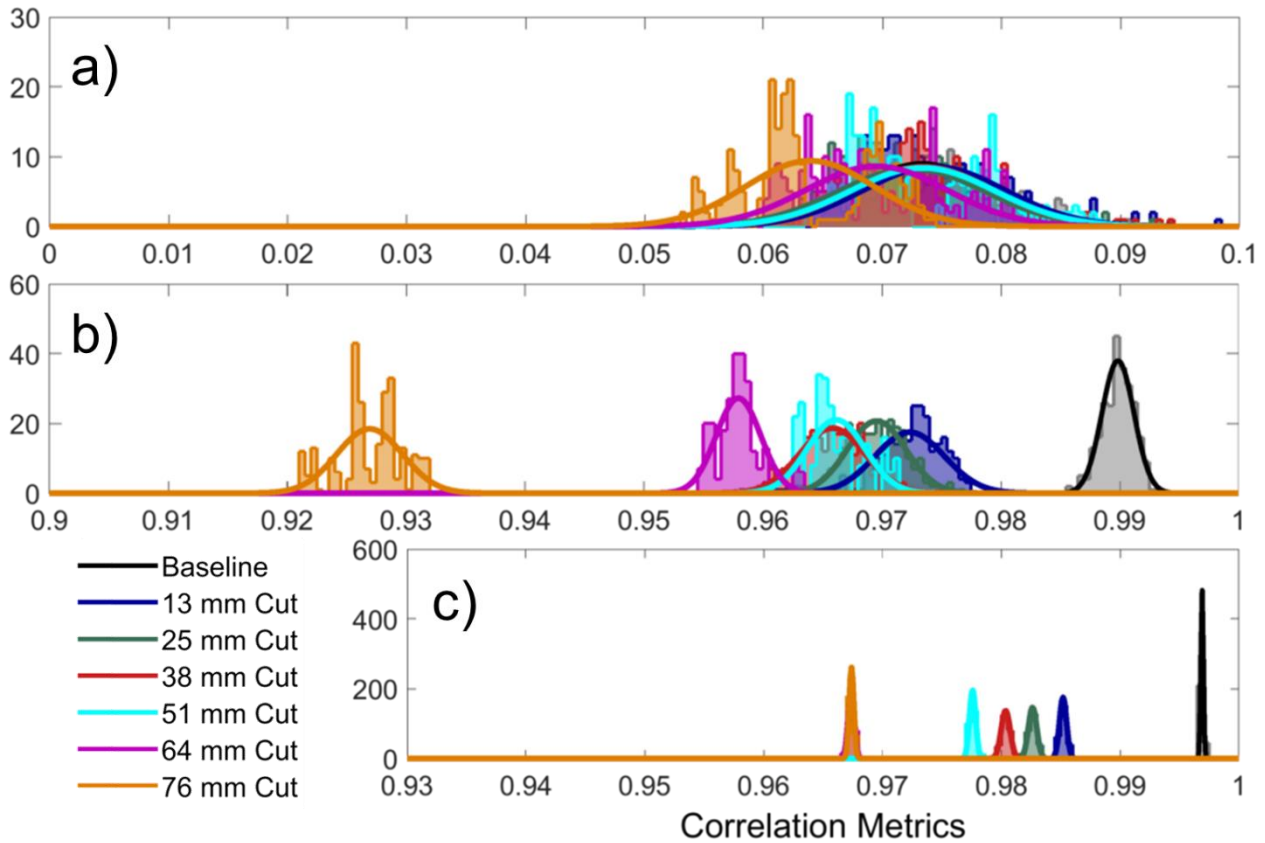 30
20
10
0
a)
0 0.01 0.02 0.03 0.04 0.05 0.06 0.07 0.08 0.09 0.1
60
40
20
0
b)
0.9 0.91 0.92 0.93 0.94 0.95 0.96 0.97 0.98 0.99 1
Baseline
13 mm Cut
25 mm Cut
38 mm Cut
51 mm Cut
64 mm Cut
76 mm Cut
600
400
200
0
c)
0.93 0.94 0.95 0.96 0.97 0.98 0.99 1
Correlation Metrics